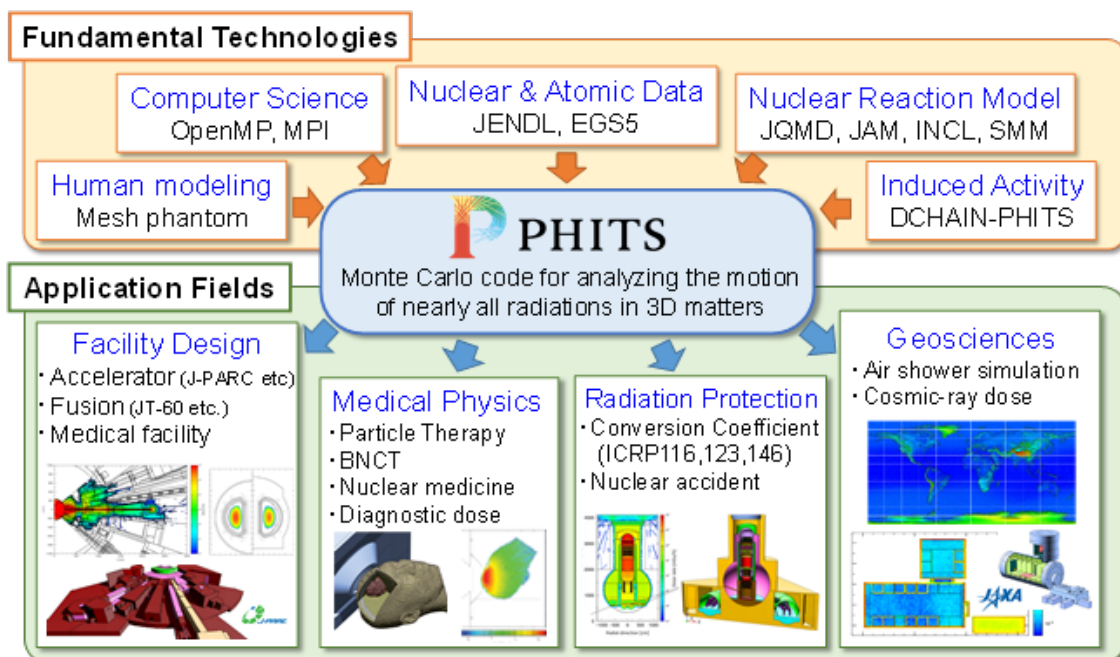 Fundamental Technologies
Computer Science
OpenMP, MPI
Nuclear & Atomic Data
JENDL, EGS5
Nuclear Reaction Model
JQMD, JAM, INCL, SMM
Human modeling
Mesh phantom
Induced Activity
DCHAIN-PHITS
PHITS
Monte Carlo code for analyzing the motion
of nearly all radiations in 3D matters
Application Fields
Facility Design
・Accelerator (J-PARC etc)
・Fusion (JT-60 etc.)
・Medical facility
J-PARC
Medical Physics
・Particle Therapy
・BNCT
・Nuclear medicine
・Diagnostic dose
Radiation Protection
・Conversion Coefficient
(ICRP116,123,146)
・Nuclear accident
Radial direction [cm]
Geosciences
・Air shower simulation
・Cosmic-ray dose
JAXA